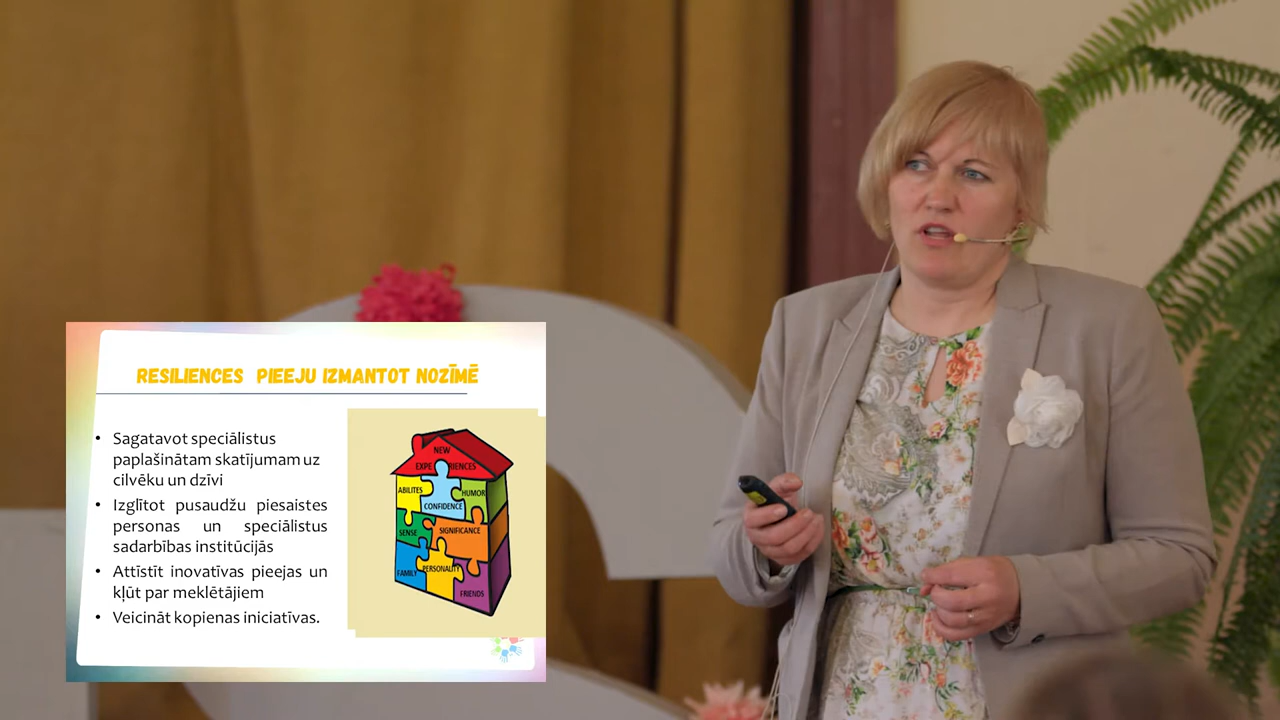 RESILIENCES PIEEJU IZMANTOT NOZĪMĒ
• Sagatavot speciālistus
paplašinātam skatījumam uz
cilvēku un dzīvi
• Izglītot pusaudžu piesaistes
personas un speciālistus
sadarbības institūcijās
• Attīstīt inovatīvas pieejas un
kļūt par meklētājiem
• Veicināt kopienas iniciatīvas.
NEW
EXPERIENCES
ABILITES
HUMOR
CONFIDENCE
SENSE
SIGNIFICANCE
FAMILY
PERSONALITY
FRIENDS